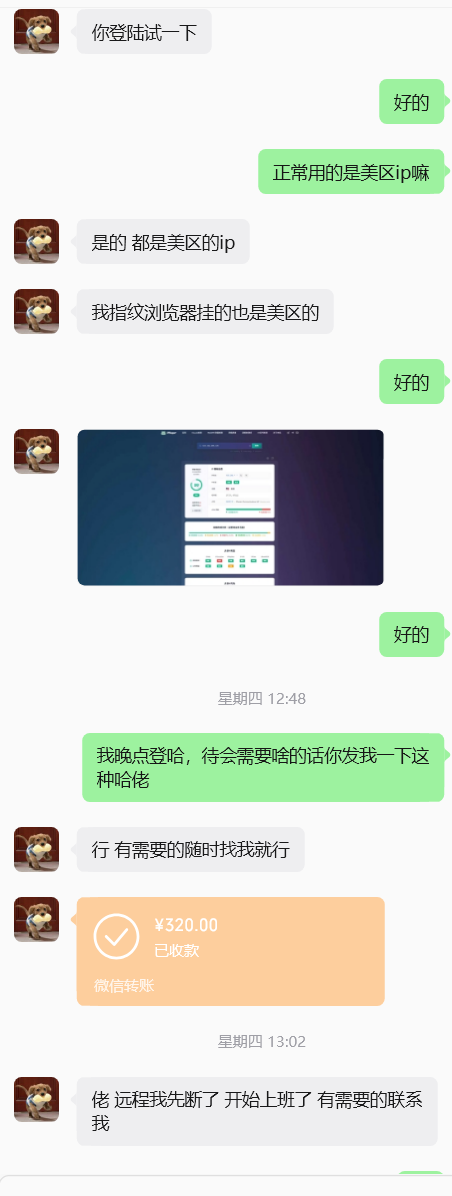 你登陆试一下
好的
正常用的是美区ip嘛
是的 都是美区的ip
我指纹浏览器挂的也是美区的
好的
好的
星期四 12:48
我晚点登哈，待会需要啥的话你发我一下这
种哈佬
行 有需要的随时找我就行
¥320.00
已收款
微信转账
星期四 13:02
佬 远程我先断了 开始上班了 有需要的联系
我